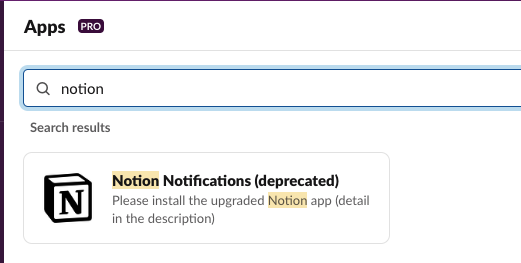 Apps PRO
notion
Search results
Notion Notifications (deprecated)
Please install the upgraded Notion app (detail
in the description)
N